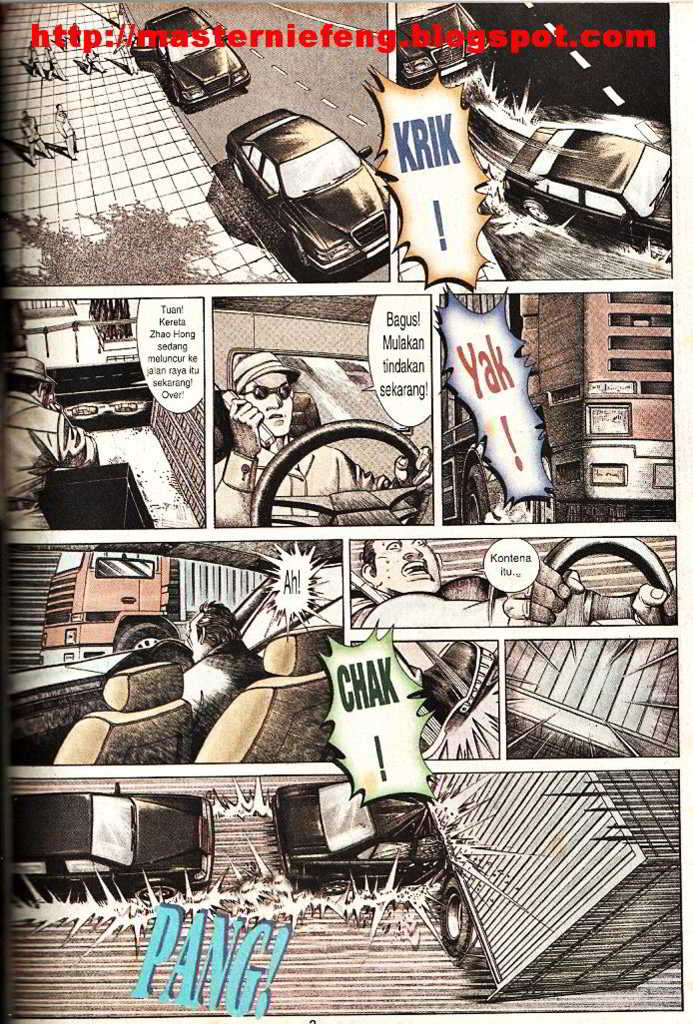 http://masterniefeng.blogspot.com
KRIK
!
Tuan!
Kereta
Zhao Hong
sedang
meluncur ke
jalan raya itu
sekarang!
Over!
Bagus!
Mulakan
tindakan
sekarang!
Yak
!
Ah!
Kontena
itu...
CHAK
!
PANG!